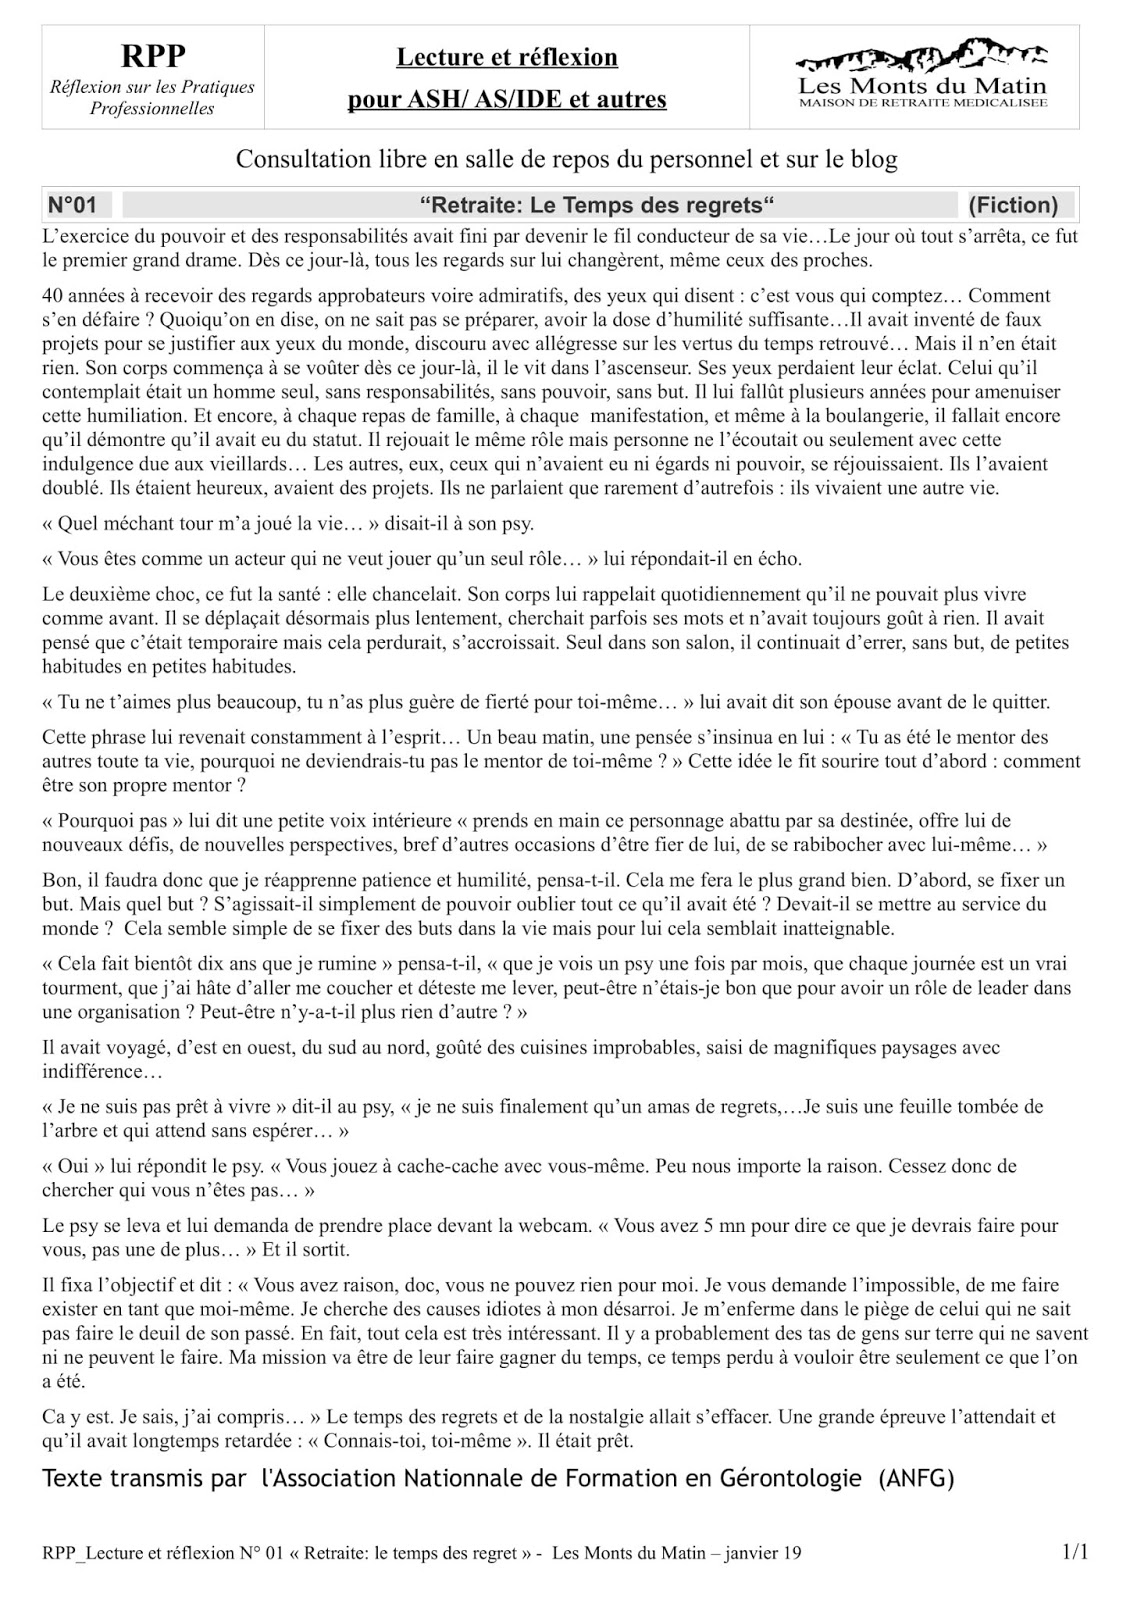 RPP
Réflexion sur les Pratiques
Professionnelles
Lecture et réflexion
pour ASH/ AS/IDE et autres
Les Monts du Matin
MAISON DE RETRAITE MEDICALISEE
Consultation libre en salle de repos du personnel et sur le blog
N°01 “Retraite: Le Temps des regrets“ (Fiction)
L’exercice du pouvoir et des responsabilités avait fini par devenir le fil conducteur de sa vie…Le jour où tout s’arrêta, ce fut
le premier grand drame. Dès ce jour-là, tous les regards sur lui changèrent, même ceux des proches.
40 années à recevoir des regards approbateurs voire admiratifs, des yeux qui disent : c’est vous qui comptez… Comment
s’en défaire ? Quoiqu’on en dise, on ne sait pas se préparer, avoir la dose d’humilité suffisante…Il avait inventé de faux
projets pour se justifier aux yeux du monde, discouru avec allégresse sur les vertus du temps retrouvé… Mais il n’en était
rien. Son corps commença à se voûter dès ce jour-là, il le vit dans l’ascenseur. Ses yeux perdaient leur éclat. Celui qu’il
contemplait était un homme seul, sans responsabilités, sans pouvoir, sans but. Il lui fallût plusieurs années pour amenuiser
cette humiliation. Et encore, à chaque repas de famille, à chaque  manifestation, et même à la boulangerie, il fallait encore
qu’il démontre qu’il avait eu du statut. Il rejouait le même rôle mais personne ne l’écoutait ou seulement avec cette
indulgence due aux vieillards… Les autres, eux, ceux qui n’avaient eu ni égards ni pouvoir, se réjouissaient. Ils l’avaient
doublé. Ils étaient heureux, avaient des projets. Ils ne parlaient que rarement d’autrefois : ils vivaient une autre vie.
« Quel méchant tour m’a joué la vie… » disait-il à son psy.
« Vous êtes comme un acteur qui ne veut jouer qu’un seul rôle… » lui répondait-il en écho.
Le deuxième choc, ce fut la santé : elle chancelait. Son corps lui rappelait quotidiennement qu’il ne pouvait plus vivre
comme avant. Il se déplaçait désormais plus lentement, cherchait parfois ses mots et n’avait toujours goût à rien. Il avait
pensé que c’était temporaire mais cela perdurait, s’accroissait. Seul dans son salon, il continuait d’errer, sans but, de petites
habitudes en petites habitudes.
« Tu ne t’aimes plus beaucoup, tu n’as plus guère de fierté pour toi-même… » lui avait dit son épouse avant de le quitter.
Cette phrase lui revenait constamment à l’esprit… Un beau matin, une pensée s’insinua en lui : « Tu as été le mentor des
autres toute ta vie, pourquoi ne deviendrais-tu pas le mentor de toi-même ? » Cette idée le fit sourire tout d’abord : comment
être son propre mentor ?
« Pourquoi pas » lui dit une petite voix intérieure « prends en main ce personnage abattu par sa destinée, offre lui de
nouveaux défis, de nouvelles perspectives, bref d’autres occasions d’être fier de lui, de se rabibocher avec lui-même… »
Bon, il faudra donc que je réapprenne patience et humilité, pensa-t-il. Cela me fera le plus grand bien. D’abord, se fixer un
but. Mais quel but ? S’agissait-il simplement de pouvoir oublier tout ce qu’il avait été ? Devait-il se mettre au service du
monde ?  Cela semble simple de se fixer des buts dans la vie mais pour lui cela semblait inatteignable.
« Cela fait bientôt dix ans que je rumine » pensa-t-il, « que je vois un psy une fois par mois, que chaque journée est un vrai
tourment, que j’ai hâte d’aller me coucher et déteste me lever, peut-être n’étais-je bon que pour avoir un rôle de leader dans
une organisation ? Peut-être n’y-a-t-il plus rien d’autre ? »
Il avait voyagé, d’est en ouest, du sud au nord, goûté des cuisines improbables, saisi de magnifiques paysages avec
indifférence…
« Je ne suis pas prêt à vivre » dit-il au psy, « je ne suis finalement qu’un amas de regrets,…Je suis une feuille tombée de
l’arbre et qui attend sans espérer… »
« Oui » lui répondit le psy. « Vous jouez à cache-cache avec vous-même. Peu nous importe la raison. Cessez donc de
chercher qui vous n’êtes pas… »
Le psy se leva et lui demanda de prendre place devant la webcam. « Vous avez 5 mn pour dire ce que je devrais faire pour
vous, pas une de plus… » Et il sortit.
Il fixa l’objectif et dit : « Vous avez raison, doc, vous ne pouvez rien pour moi. Je vous demande l’impossible, de me faire
exister en tant que moi-même. Je cherche des causes idiotes à mon désarroi. Je m’enferme dans le piège de celui qui ne sait
pas faire le deuil de son passé. En fait, tout cela est très intéressant. Il y a probablement des tas de gens sur terre qui ne savent
ni ne peuvent le faire. Ma mission va être de leur faire gagner du temps, ce temps perdu à vouloir être seulement ce que l’on
a été.
Ca y est. Je sais, j’ai compris… » Le temps des regrets et de la nostalgie allait s’effacer. Une grande épreuve l’attendait et
qu’il avait longtemps retardée : « Connais-toi, toi-même ». Il était prêt.
Texte transmis par  l'Association Nationnale de Formation en Gérontologie  (ANFG)
RPP_Lecture et réflexion N° 01 « Retraite: le temps des regret » -  Les Monts du Matin – janvier 19 1/1